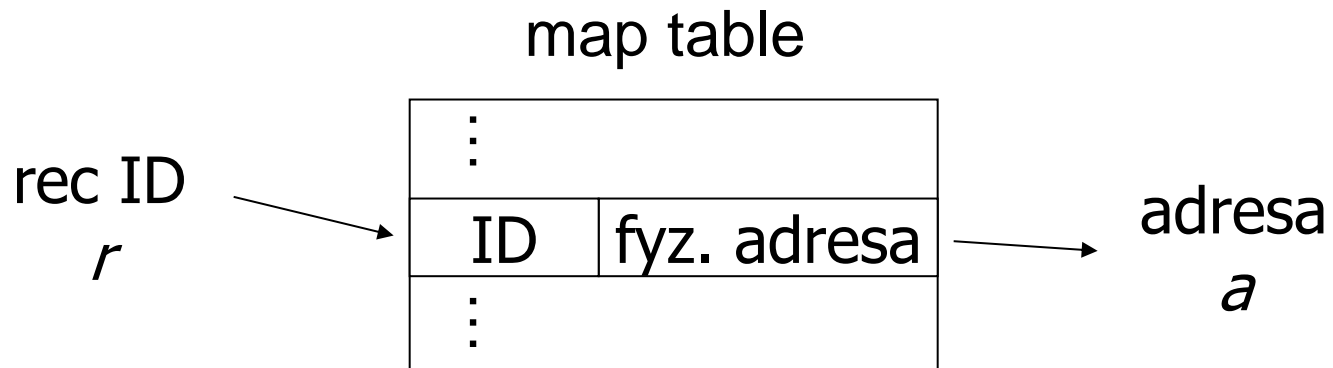 map table
⋮
rec ID
r
ID fyz. adresa
adresa
a
⋮